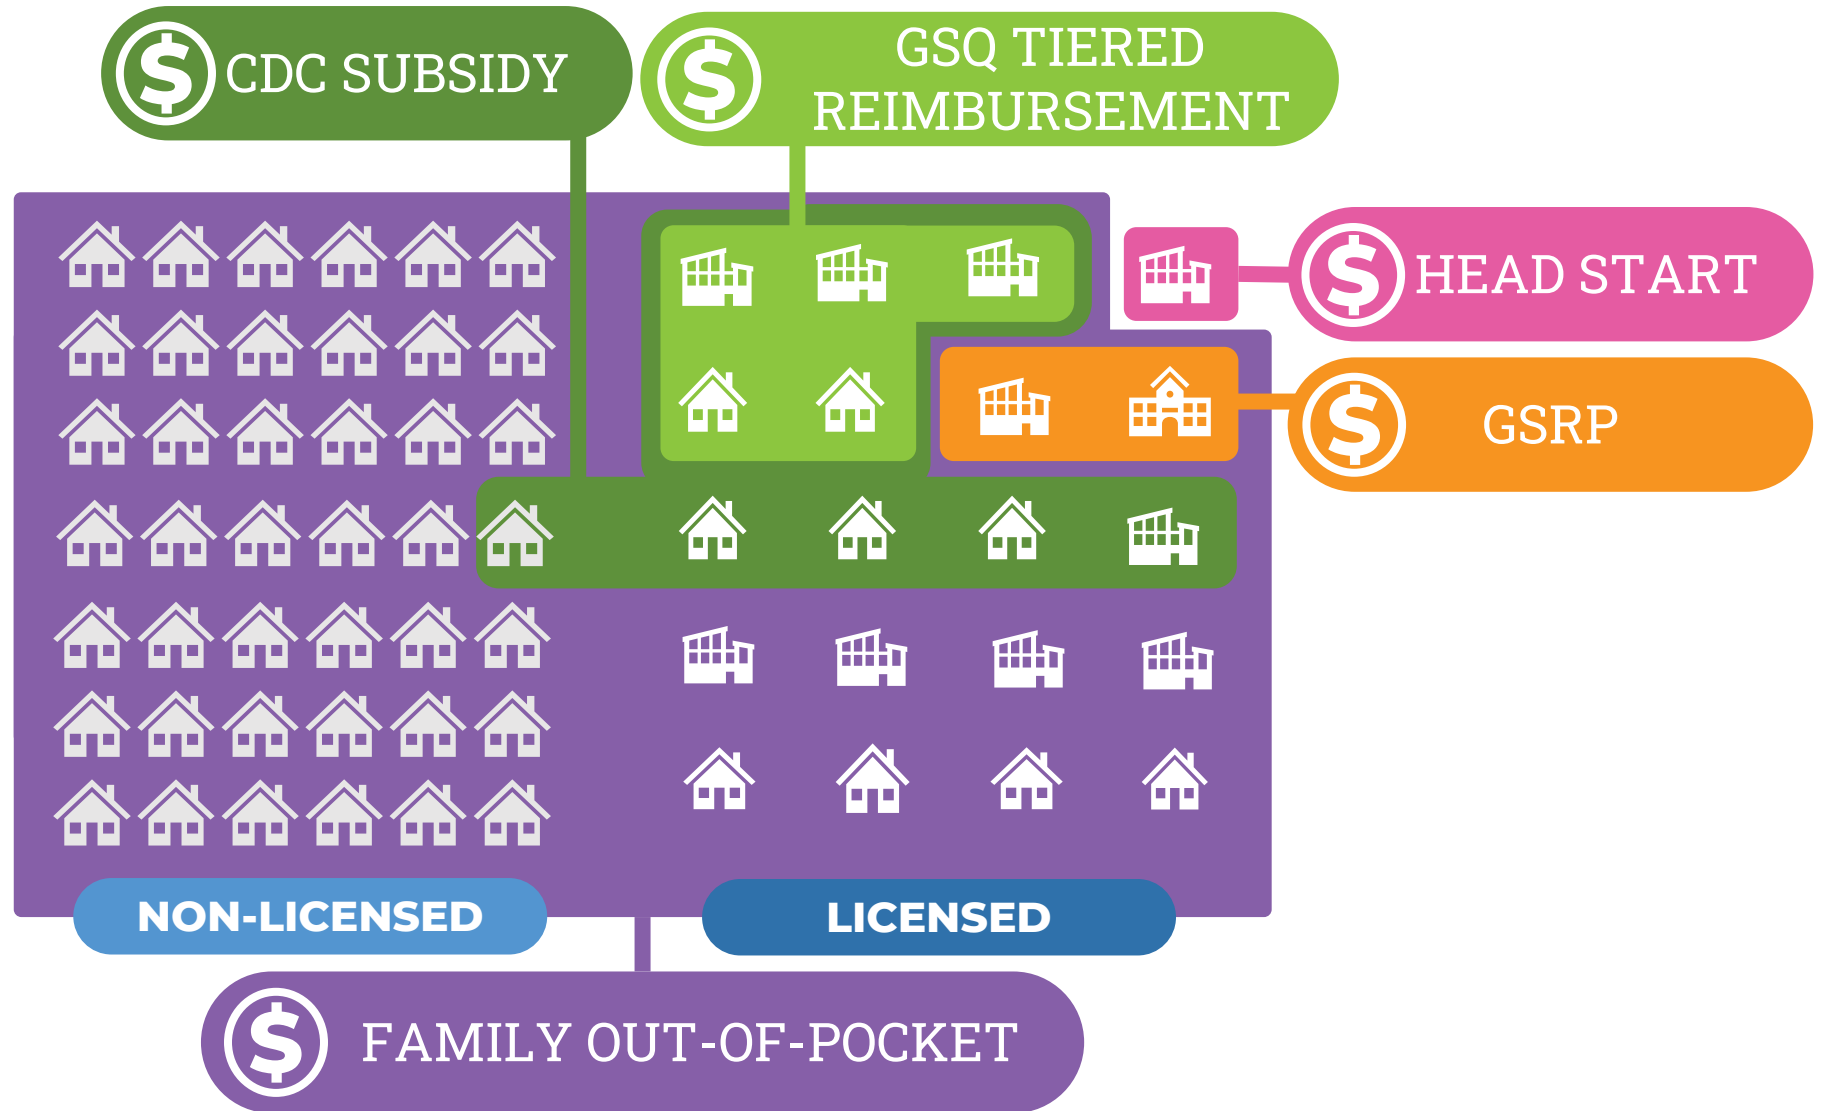 CDC SUBSIDY
GSQ TIERED
REIMBURSEMENT
HEAD START
GSRP
NON-LICENSED
LICENSED
FAMILY OUT-OF-POCKET